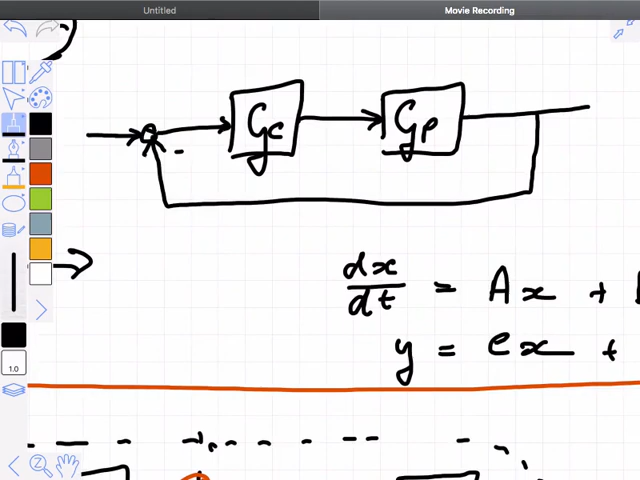 Untitled
Movie Recording
Gc Gp
-
dx/dt = Ax +
y = Cx +
1.0